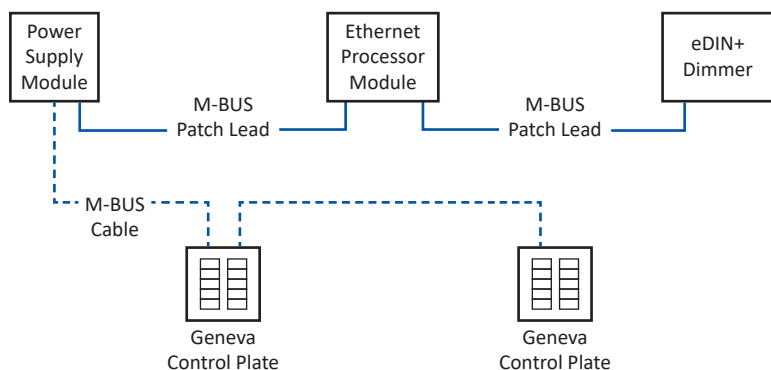 Power
Supply
Module
Ethernet
Processor
Module
eDIN+
Dimmer
M-BUS
Patch Lead
M-BUS
Patch Lead
M-BUS
Cable
Geneva
Control Plate
Geneva
Control Plate